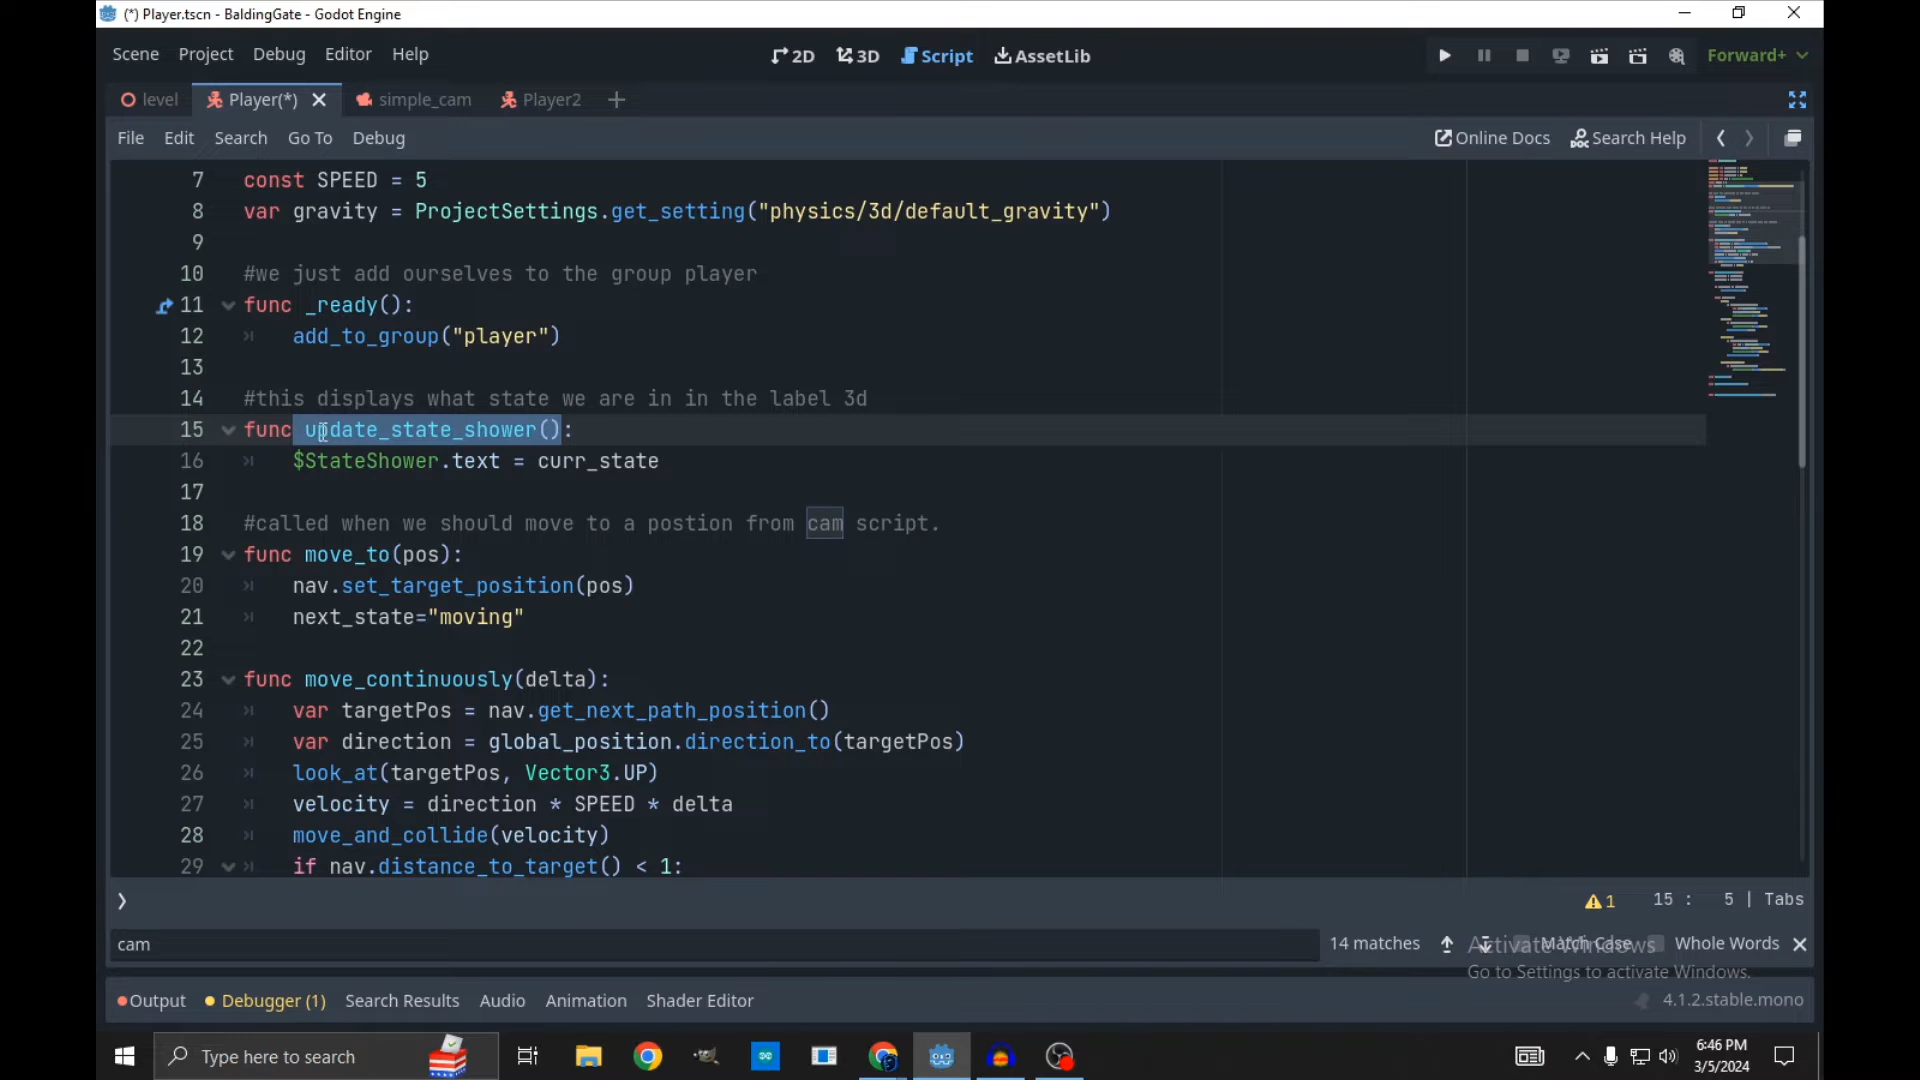 (*) Player.tscn - BaldingGate - Godot Engine
Scene Project Debug Editor Help 2D 3D Script AssetLib Forward+
level Player(*) simple_cam Player2
File Edit Search Go To Debug Online Docs Search Help
7 const SPEED = 5
8 var gravity = ProjectSettings.get_setting("physics/3d/default_gravity")
9
10 #we just add ourselves to the group player
11 func _ready():
12 add_to_group("player")
13
14 #this displays what state we are in in the label 3d
15 func update_state_shower():
16 $StateShower.text = curr_state
17
18 #called when we should move to a postion from cam script.
19 func move_to(pos):
20 nav.set_target_position(pos)
21 next_state="moving"
22
23 func move_continuously(delta):
24 var targetPos = nav.get_next_path_position()
25 var direction = global_position.direction_to(targetPos)
26 look_at(targetPos, Vector3.UP)
27 velocity = direction * SPEED * delta
28 move_and_collide(velocity)
29 if nav.distance_to_target() < 1:
1 15 : 5 | Tabs
cam 14 matches Match Case Whole Words
Activate Windows
Go to Settings to activate Windows.
Output Debugger (1) Search Results Audio Animation Shader Editor 4.1.2.stable.mono
Type here to search
6:46 PM
3/5/2024